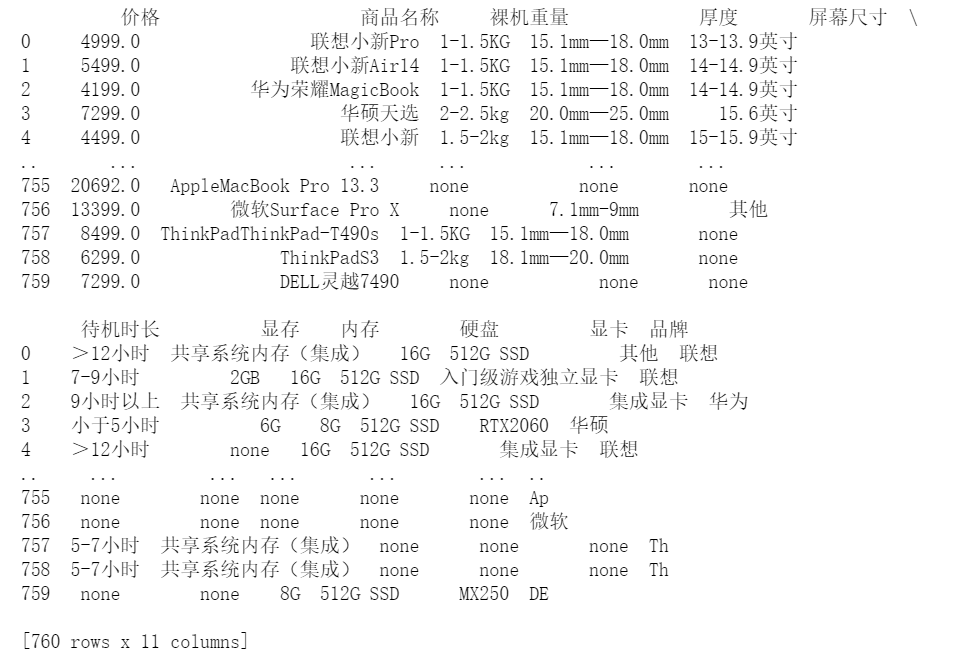 价格 商品名称 裸机重量 厚度 屏幕尺寸 \
0 4999.0 联想小新Pro 1-1.5KG 15.1mm—18.0mm 13-13.9英寸
1 5499.0 联想小新Air14 1-1.5KG 15.1mm—18.0mm 14-14.9英寸
2 4199.0 华为荣耀MagicBook 1-1.5KG 15.1mm—18.0mm 14-14.9英寸
3 7299.0 华硕天选 2-2.5kg 20.0mm—25.0mm 15.6英寸
4 4499.0 联想小新 1.5-2kg 15.1mm—18.0mm 15-15.9英寸
.. ... ... ... ... ...
755 20692.0 AppleMacBook Pro 13.3 none none none
756 13399.0 微软Surface Pro X none 7.1mm-9mm 其他
757 8499.0 ThinkPadThinkPad-T490s 1-1.5KG 15.1mm—18.0mm none
758 6299.0 ThinkPadS3 1.5-2kg 18.1mm—20.0mm none
759 7299.0 DELL灵越7490 none none none
待机时长 显存 内存 硬盘 显卡 品牌
0 ＞12小时 共享系统内存（集成） 16G 512G SSD 其他 联想
1 7-9小时 2GB 16G 512G SSD 入门级游戏独立显卡 联想
2 9小时以上 共享系统内存（集成） 16G 512G SSD 集成显卡 华为
3 小于5小时 6G 8G 512G SSD RTX2060 华硕
4 ＞12小时 none 16G 512G SSD 集成显卡 联想
.. ... ... ... ... ... ..
755 none none none none none Ap
756 none none none none none 微软
757 5-7小时 共享系统内存（集成） none none none Th
758 5-7小时 共享系统内存（集成） none none none Th
759 none none 8G 512G SSD MX250 DE
[760 rows x 11 columns]